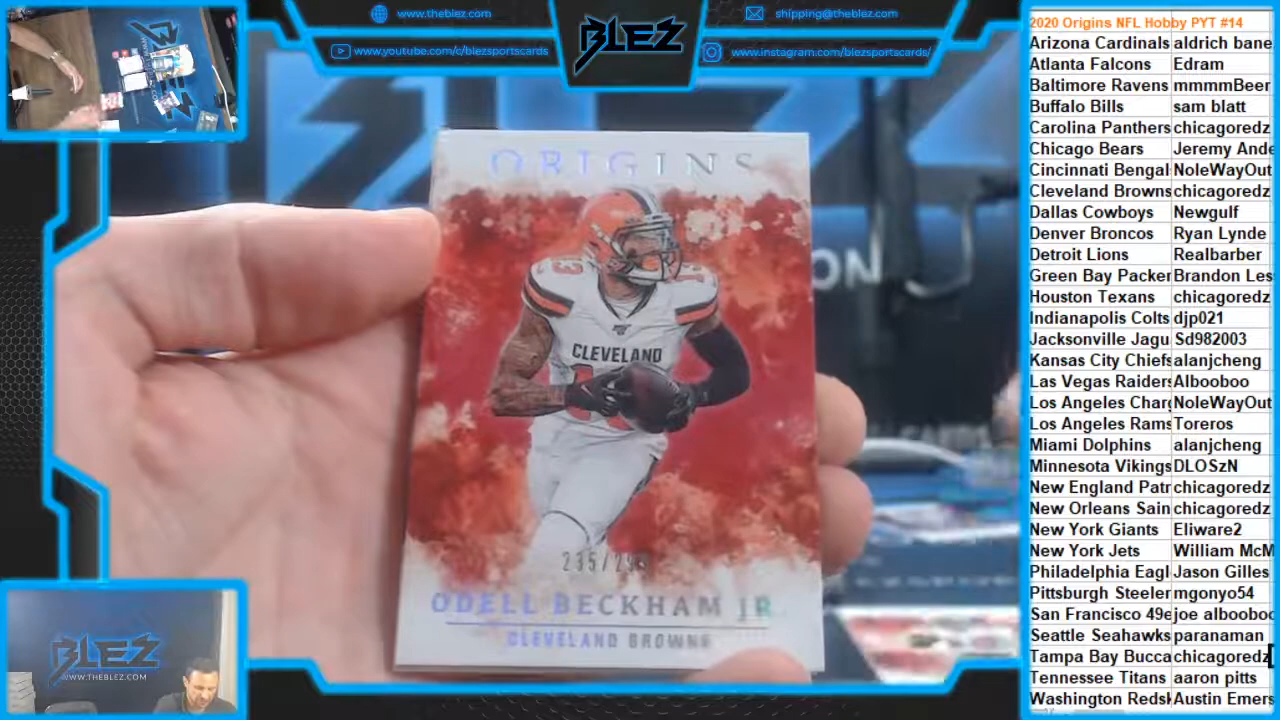 www.theblez.com
www.youtube.com/c/blezsportscards
BLEZ
shipping@theblez.com
www.instagram.com/blezsportscards/
ORIGINS
13
CLEVELAND
ON
ODELL BECKHAM JR
CLEVELAND BROWNS
BLEZ
WWW.THEBLEZ.COM
2020 Origins NFL Hobby PYT #14
Arizona Cardinals aldrich bane
Atlanta Falcons Edram
Baltimore Ravens mmmmBeer
Buffalo Bills sam blatt
Carolina Panthers chicagoredz
Chicago Bears Jeremy Ande
Cincinnati Bengal NoleWayOut
Cleveland Browns chicagoredz
Dallas Cowboys Newgulf
Denver Broncos Ryan Lynde
Detroit Lions Realbarber
Green Bay Packer Brandon Les
Houston Texans chicagoredz
Indianapolis Colts djp021
Jacksonville Jagu Sd982003
Kansas City Chiefs alanjcheng
Las Vegas Raiders Albooboo
Los Angeles Charg NoleWayOut
Los Angeles Rams Toreros
Miami Dolphins alanjcheng
Minnesota Vikings DLOSzN
New England Patr chicagoredz
New Orleans Sain chicagoredz
New York Giants Eliware2
New York Jets William McM
Philadelphia Eagl Jason Gilles
Pittsburgh Steeler mgonyo54
San Francisco 49e joe alboobo
Seattle Seahawks paranaman
Tampa Bay Bucca chicagoredz
Tennessee Titans aaron pitts
Washington Reds Austin Emers